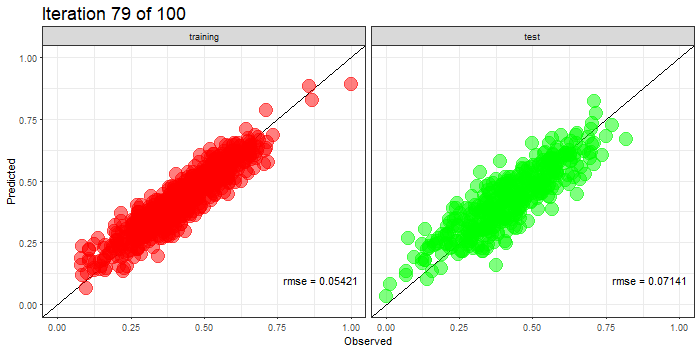 Iteration 79 of 100
training
test
Predicted
1.00
0.75
0.50
0.25
0.00
rmse = 0.05421
rmse = 0.07141
0.00 0.25 0.50 0.75 1.00 0.00 0.25 0.50 0.75 1.00
Observed